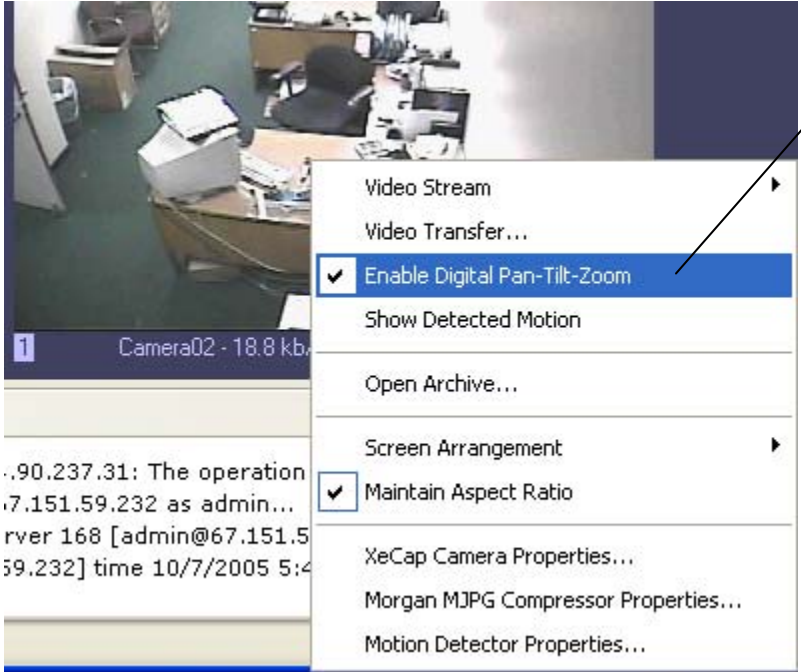 Video Stream
Video Transfer...
Enable Digital Pan-Tilt-Zoom
Show Detected Motion
1 Camera02 - 18.8 kb
Open Archive...
Screen Arrangement
Maintain Aspect Ratio
.90.237.31: The operation
7.151.59.232 as admin...
rver 168 [admin@67.151.5
59.232] time 10/7/2005 5:4
XeCap Camera Properties...
Morgan MJPG Compressor Properties...
Motion Detector Properties...